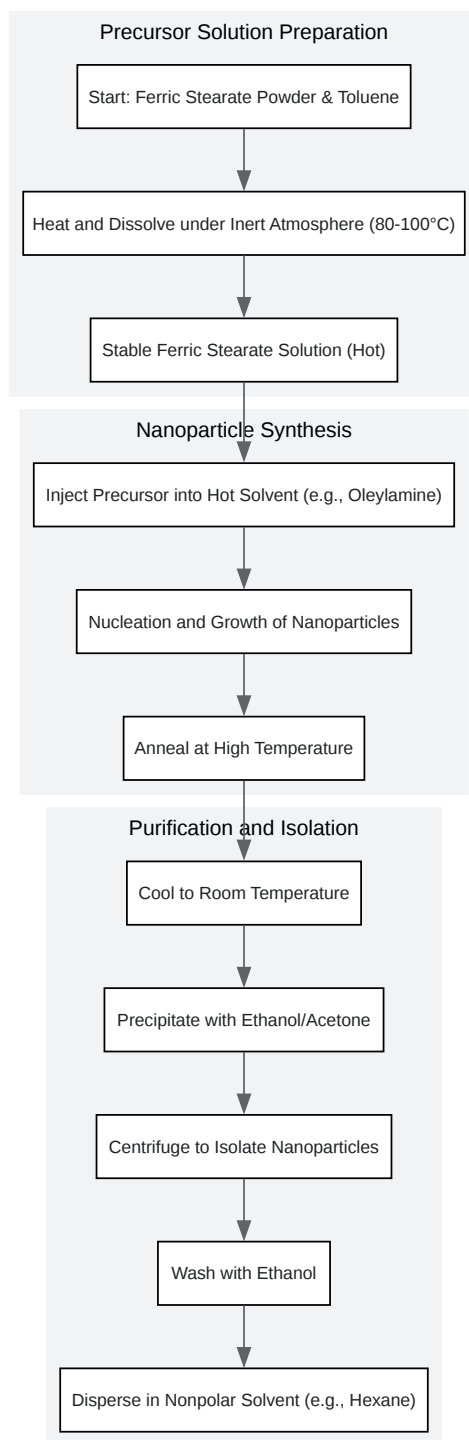 Precursor Solution Preparation
Start: Ferric Stearate Powder & Toluene
Heat and Dissolve under Inert Atmosphere (80-100°C)
Stable Ferric Stearate Solution (Hot)
Nanoparticle Synthesis
Inject Precursor into Hot Solvent (e.g., Oleylamine)
Nucleation and Growth of Nanoparticles
Anneal at High Temperature
Purification and Isolation
Cool to Room Temperature
Precipitate with Ethanol/Acetone
Centrifuge to Isolate Nanoparticles
Wash with Ethanol
Disperse in Nonpolar Solvent (e.g., Hexane)